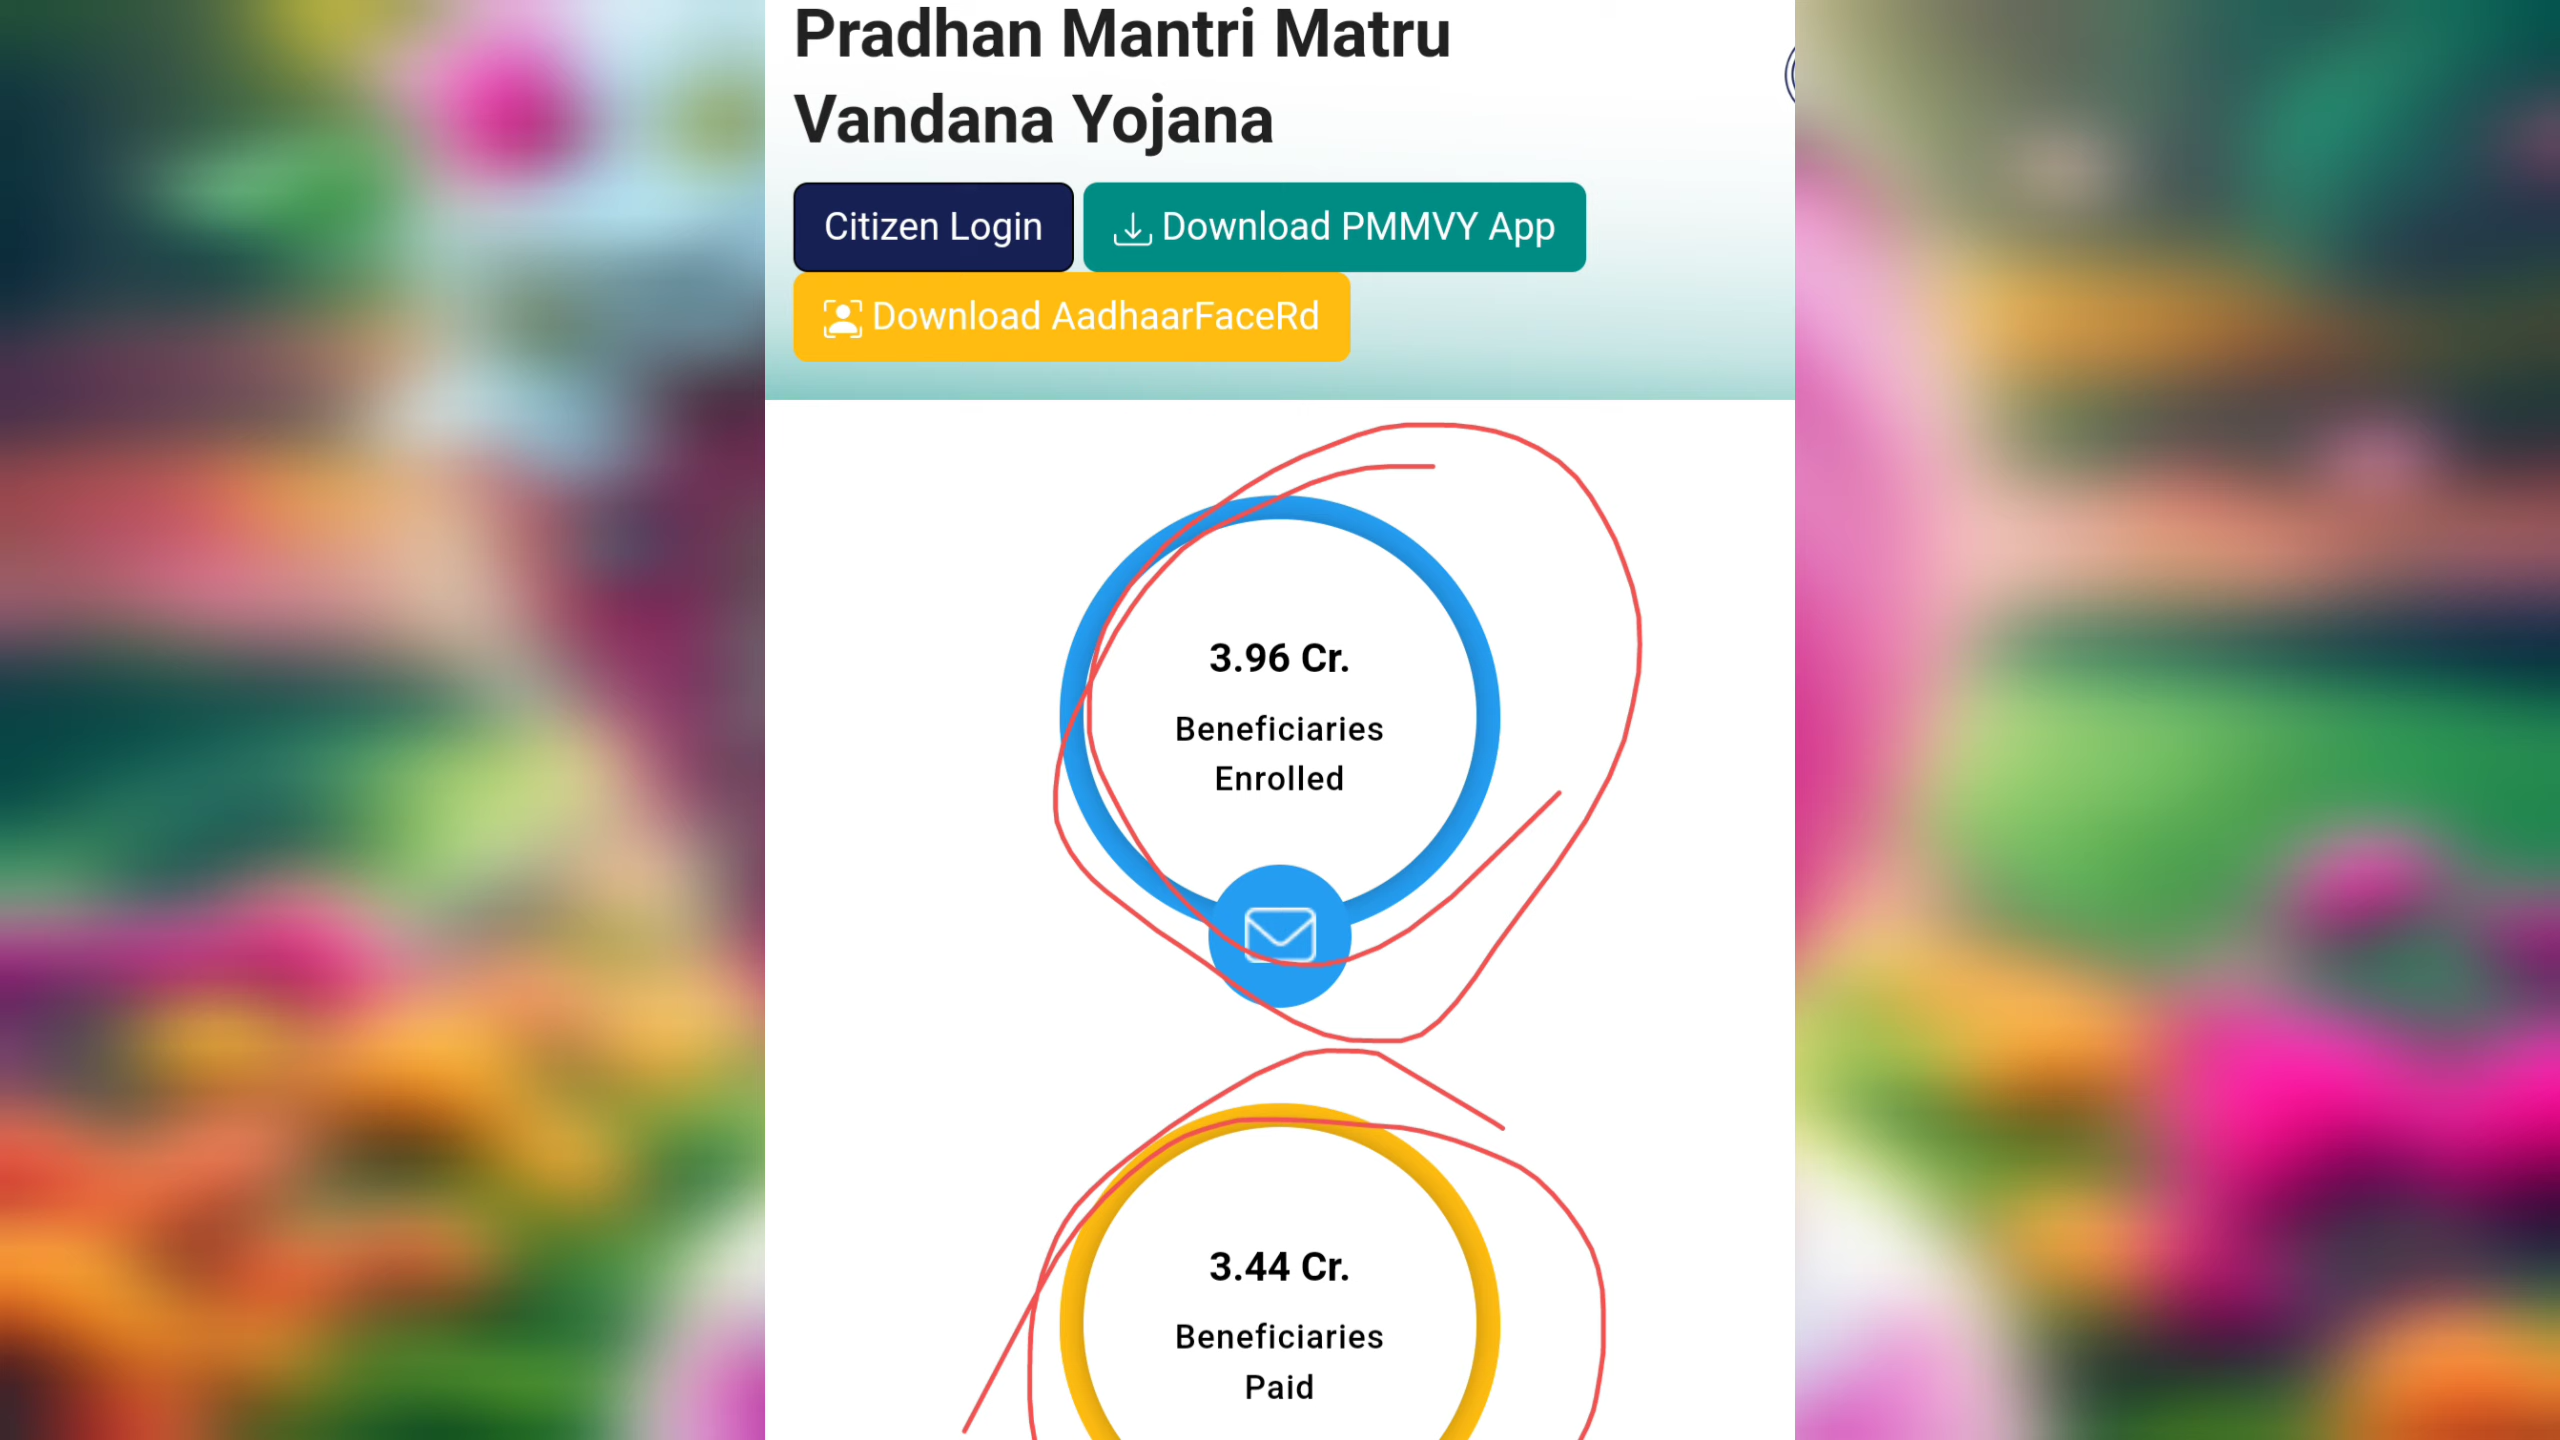 Pradhan Mantri Matru
Vandana Yojana
Citizen Login
Download PMMVY App
Download AadhaarFaceRd
3.96 Cr.
Beneficiaries
Enrolled
3.44 Cr.
Beneficiaries
Paid